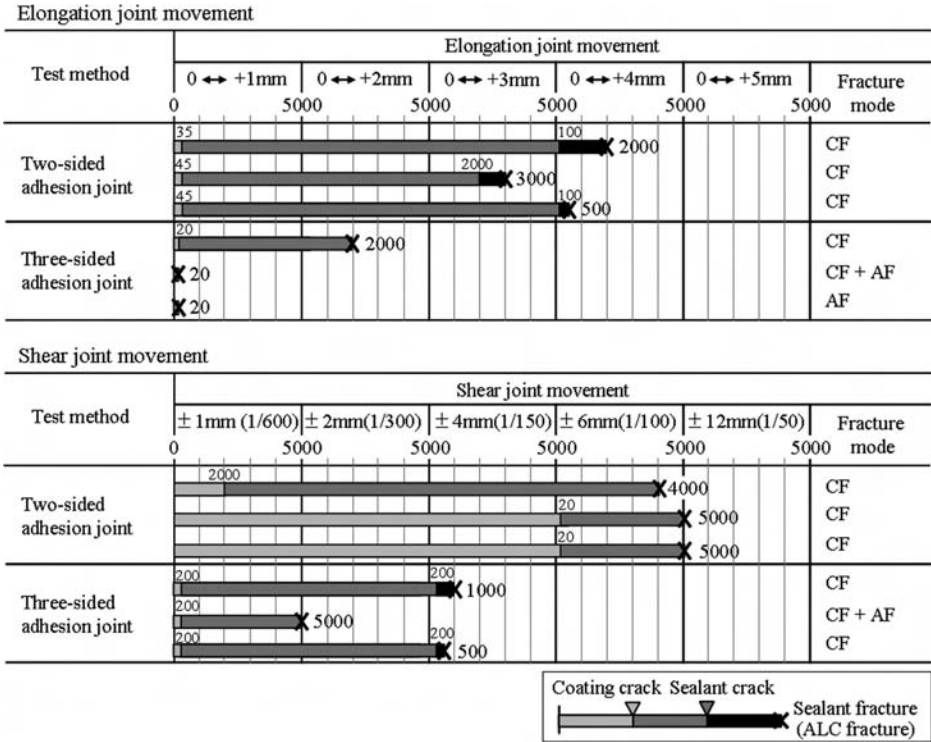 Elongation joint movement
Test method
Elongation joint movement
0 ↔ +1mm 0 ↔ +2mm 0 ↔ +3mm 0 ↔ +4mm 0 ↔ +5mm
Fracture mode
0 5000 5000 5000 5000 5000
Two-sided adhesion joint
35 100 2000 CF
45 2000 3000 CF
45 100 500 CF
Three-sided adhesion joint
20 2000 CF
20 CF + AF
20 AF
Shear joint movement
Test method
Shear joint movement
± 1mm (1/600) ± 2mm(1/300) ± 4mm(1/150) ± 6mm(1/100) ± 12mm(1/50)
Fracture mode
0 5000 5000 5000 5000 5000
Two-sided adhesion joint
2000 4000 CF
20 5000 CF
20 5000 CF
Three-sided adhesion joint
200 200 1000 CF
200 5000 CF + AF
200 200 500 CF
Coating crack Sealant crack
Sealant fracture
(ALC fracture)